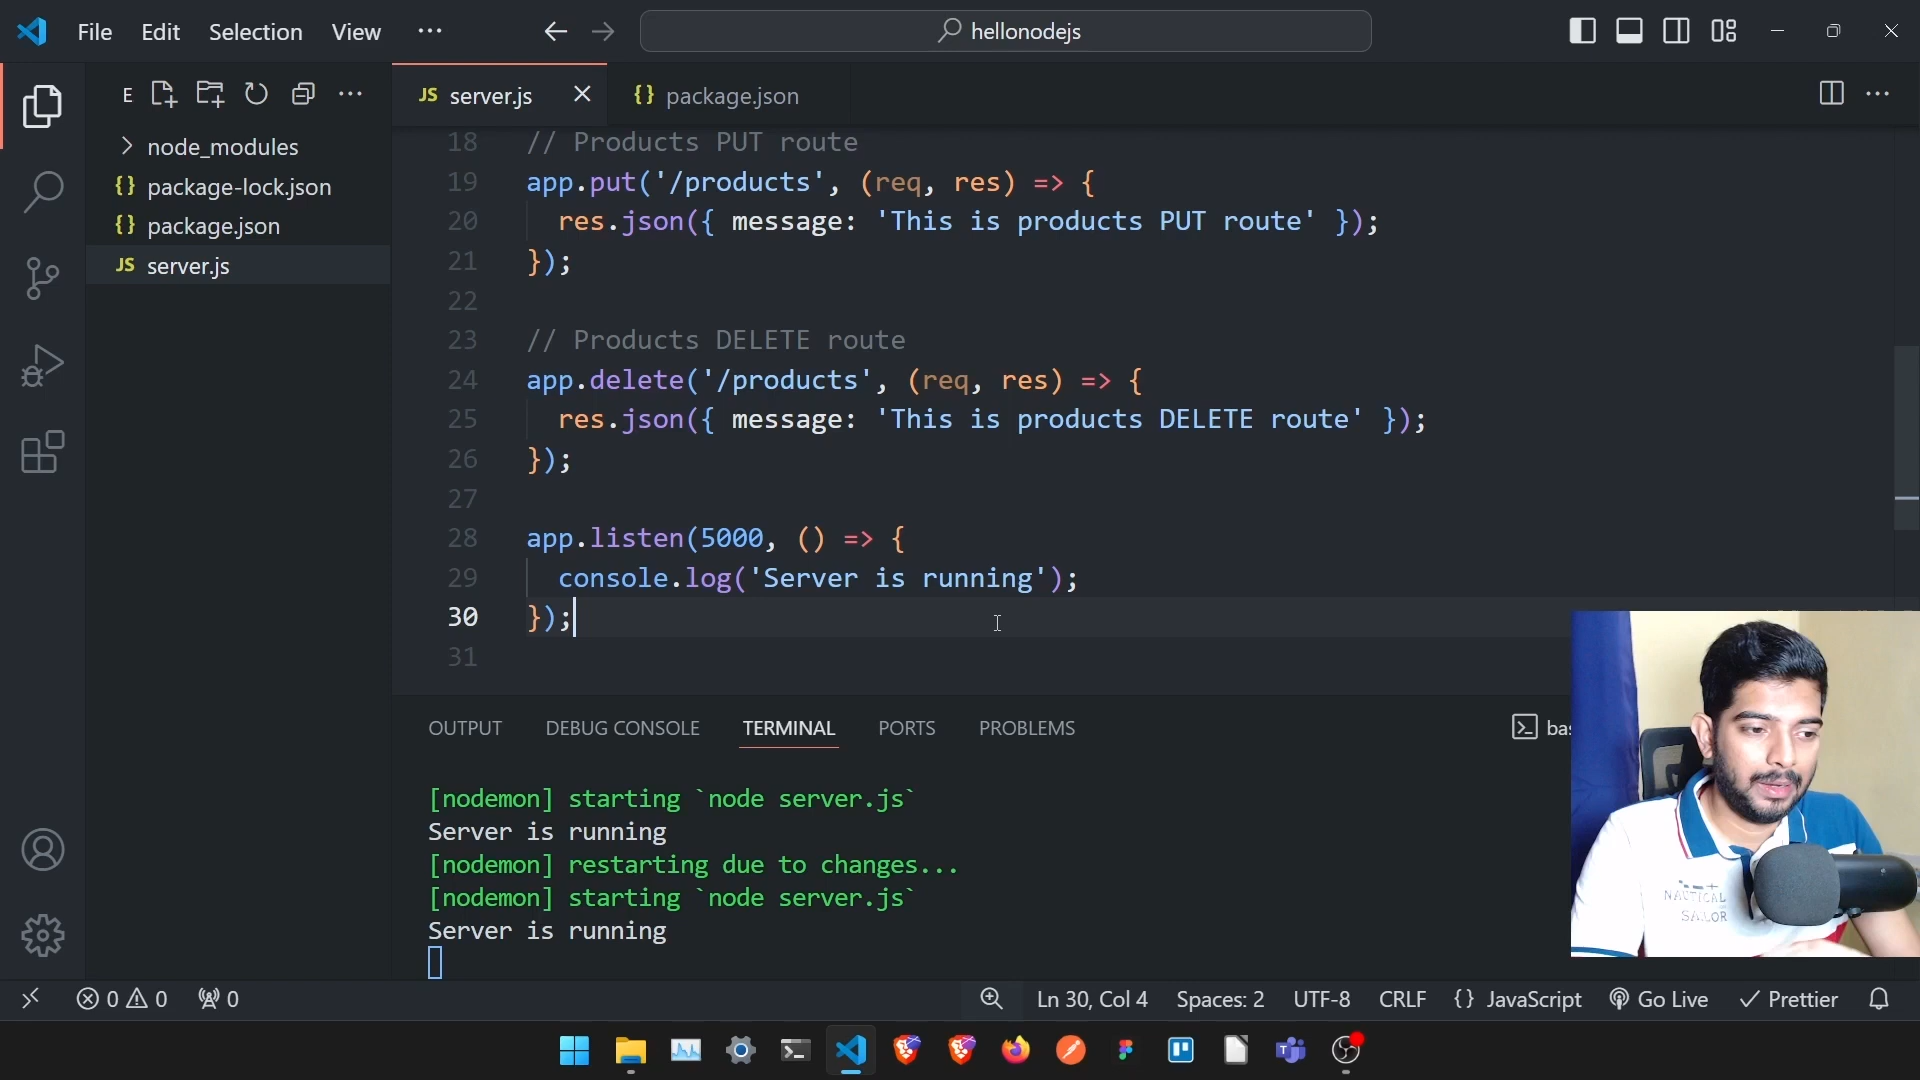 File Edit Selection View ··· hellonodejs
E
JS server.js {} package.json
node_modules
{} package-lock.json
{} package.json
JS server.js
18 // Products PUT route
19 app.put('/products', (req, res) => {
20 res.json({ message: 'This is products PUT route' });
21 });
22
23 // Products DELETE route
24 app.delete('/products', (req, res) => {
25 res.json({ message: 'This is products DELETE route' });
26 });
27
28 app.listen(5000, () => {
29 console.log('Server is running');
30 });
31
OUTPUT DEBUG CONSOLE TERMINAL PORTS PROBLEMS bas
[nodemon] starting `node server.js`
Server is running
[nodemon] restarting due to changes...
[nodemon] starting `node server.js`
Server is running
NAUTICAL
SAILOR
0 0 0 Ln 30, Col 4 Spaces: 2 UTF-8 CRLF {} JavaScript Go Live Prettier